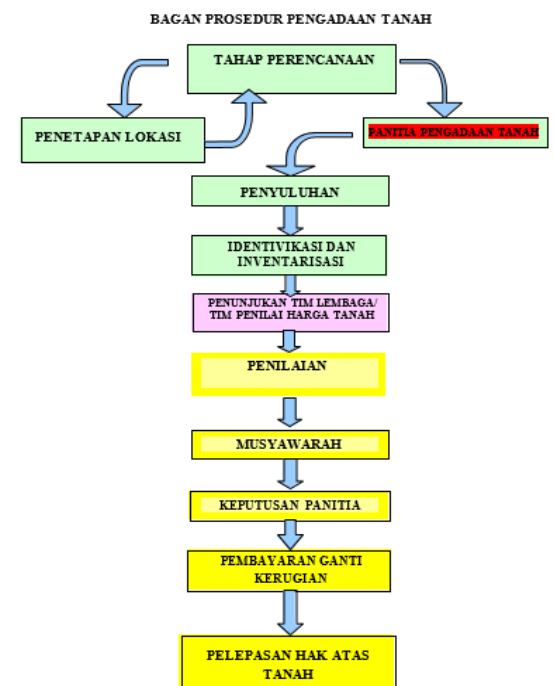 BAGAN PROSEDUR PENGADAAN TANAH
TAHAP PERENCANAAN
PENETAPAN LOKASI
PANITIA PENGADAAN TANAH
PENYULUHAN
IDENTIVIKASI DAN
INVENTARISASI
PENUNJUKAN TIM LEMBAGA/
TIM PENILAI HARGA TANAH
PENILAIAN
MUSYAWARAH
KEPUTUSAN PANITIA
PEMBAYARAN GANTI
KERUGIAN
PELEPASAN HAK ATAS
TANAH